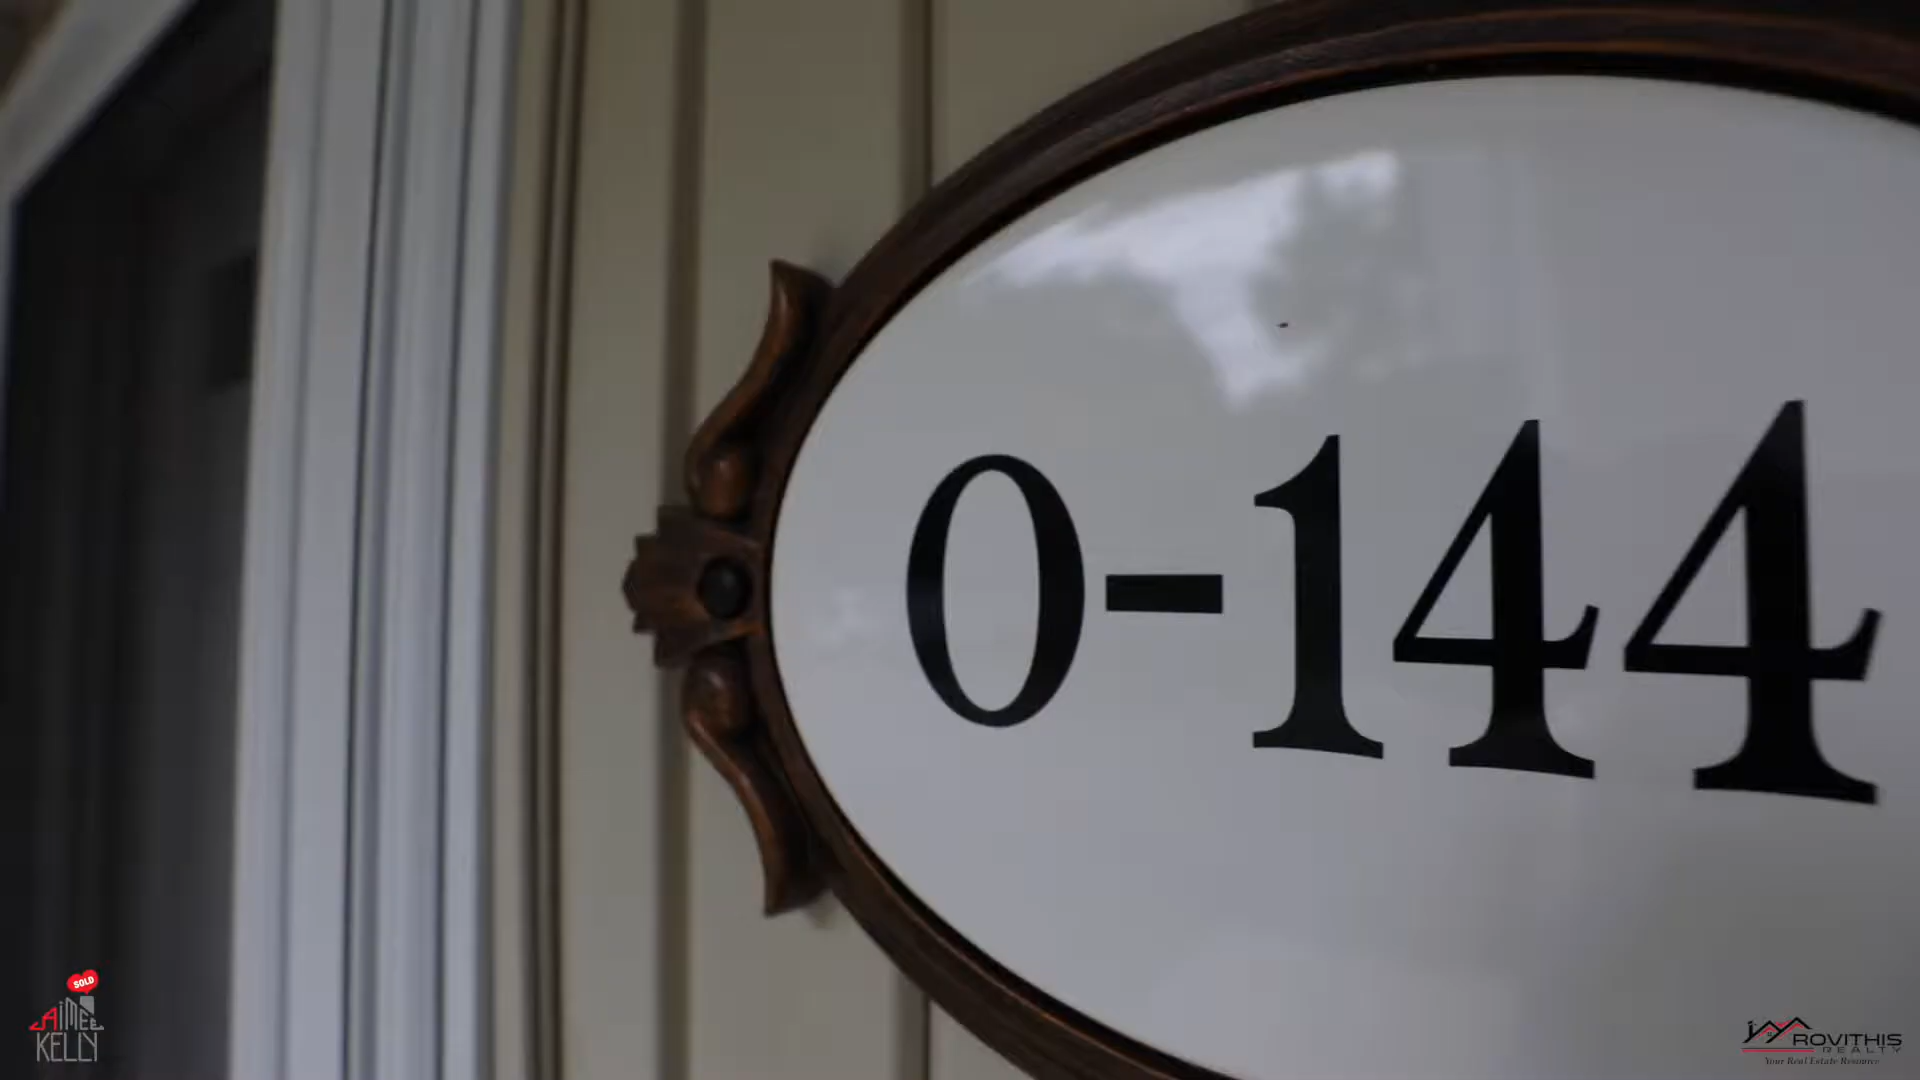 0-144
SOLD
AIMEE
KELLY
ROVITHIS
REALTY
Your Real Estate Resource